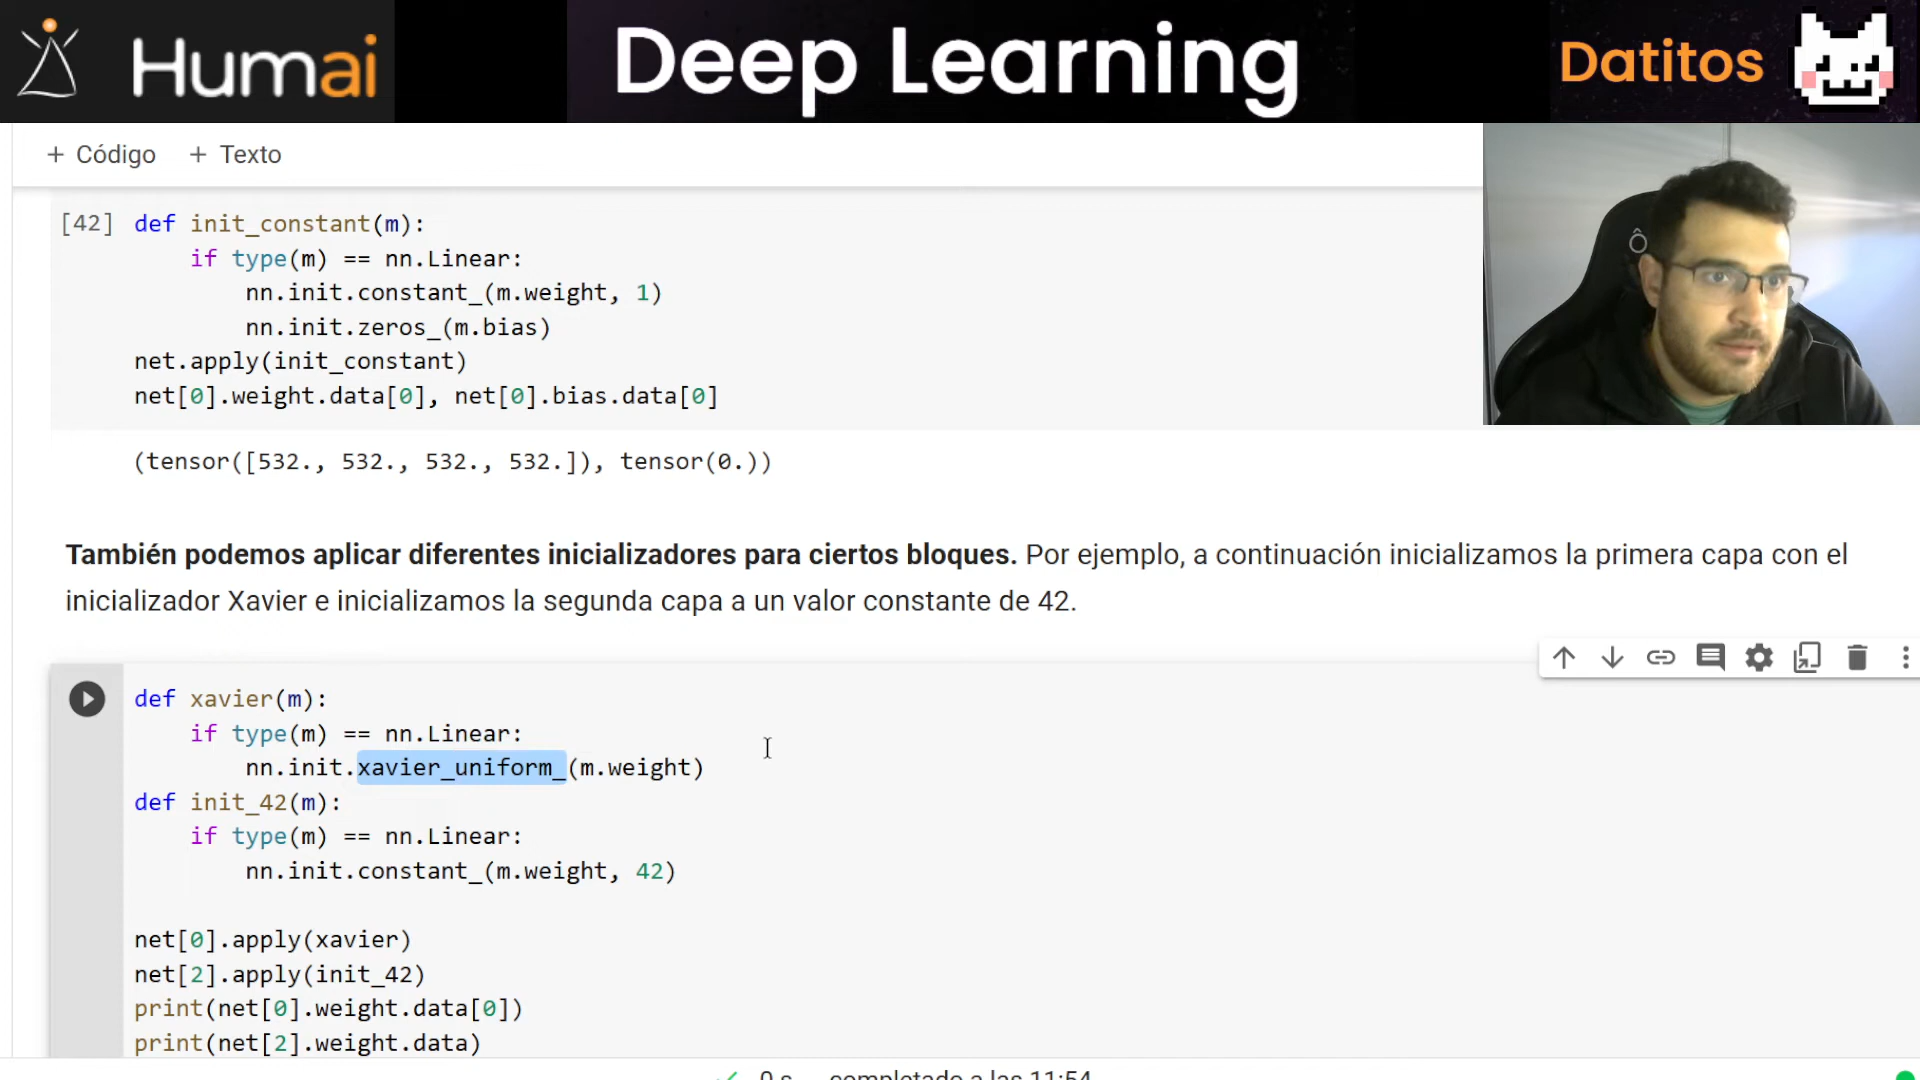 Humai
Deep Learning
Datitos
+ Código + Texto
[42] def init_constant(m):
if type(m) == nn.Linear:
nn.init.constant_(m.weight, 1)
nn.init.zeros_(m.bias)
net.apply(init_constant)
net[0].weight.data[0], net[0].bias.data[0]
(tensor([532., 532., 532., 532.]), tensor(0.))
También podemos aplicar diferentes inicializadores para ciertos bloques. Por ejemplo, a continuación inicializamos la primera capa con el
inicializador Xavier e inicializamos la segunda capa a un valor constante de 42.
def xavier(m):
if type(m) == nn.Linear:
nn.init.xavier_uniform_(m.weight)
def init_42(m):
if type(m) == nn.Linear:
nn.init.constant_(m.weight, 42)
net[0].apply(xavier)
net[2].apply(init_42)
print(net[0].weight.data[0])
print(net[2].weight.data)
0 s completado a las 11:54